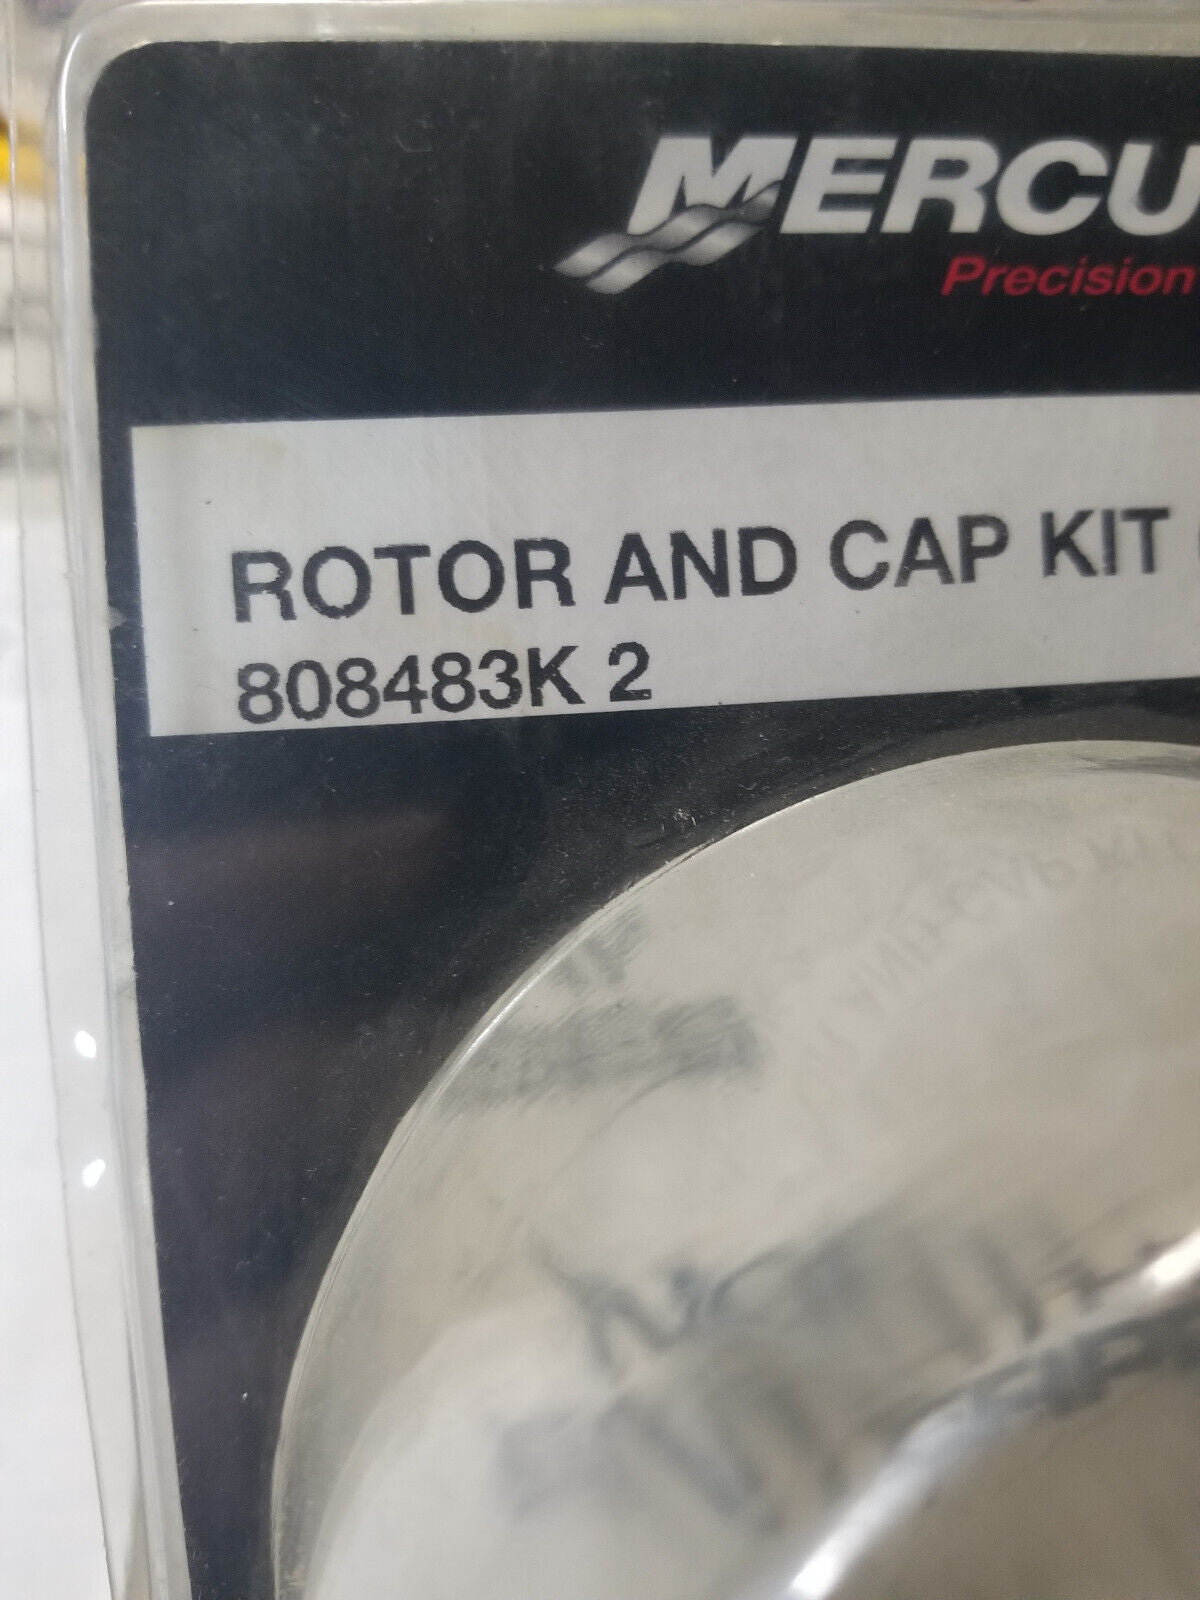 MERCU
Precision
ROTOR AND CAP KIT (
808483K 2